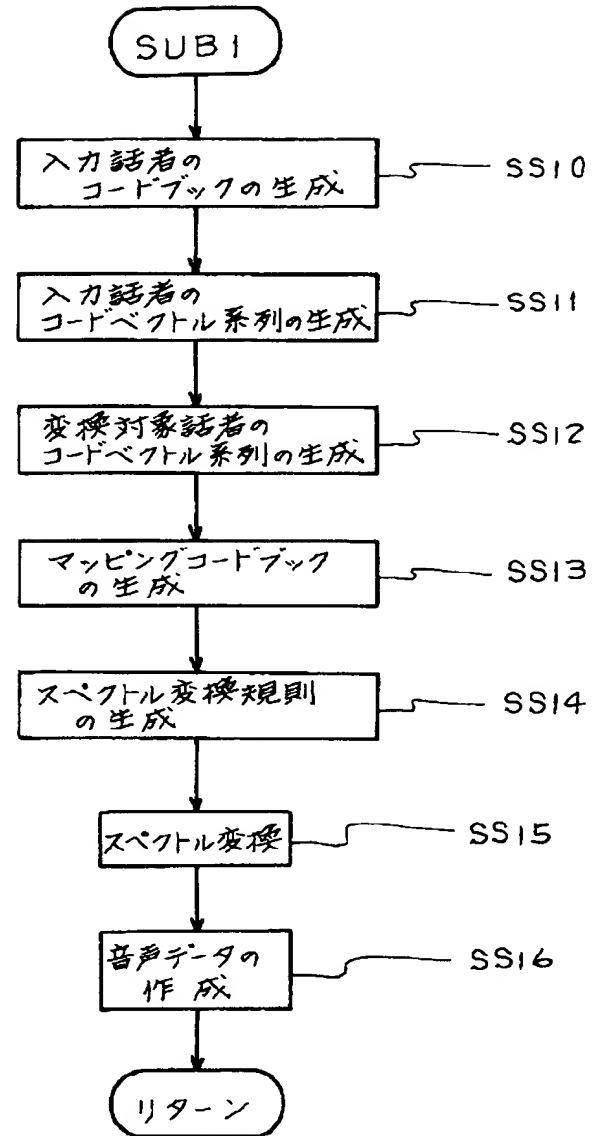 SUB1
入力話者の
コードブックの生成
SS10
入力話者の
コードベクトル系列の生成
SS11
変換対象話者の
コードベクトル系列の生成
SS12
マッピングコードブック
の生成
SS13
スペクトル変換規則
の生成
SS14
スペクトル変換
SS15
音声データの
作成
SS16
リターン